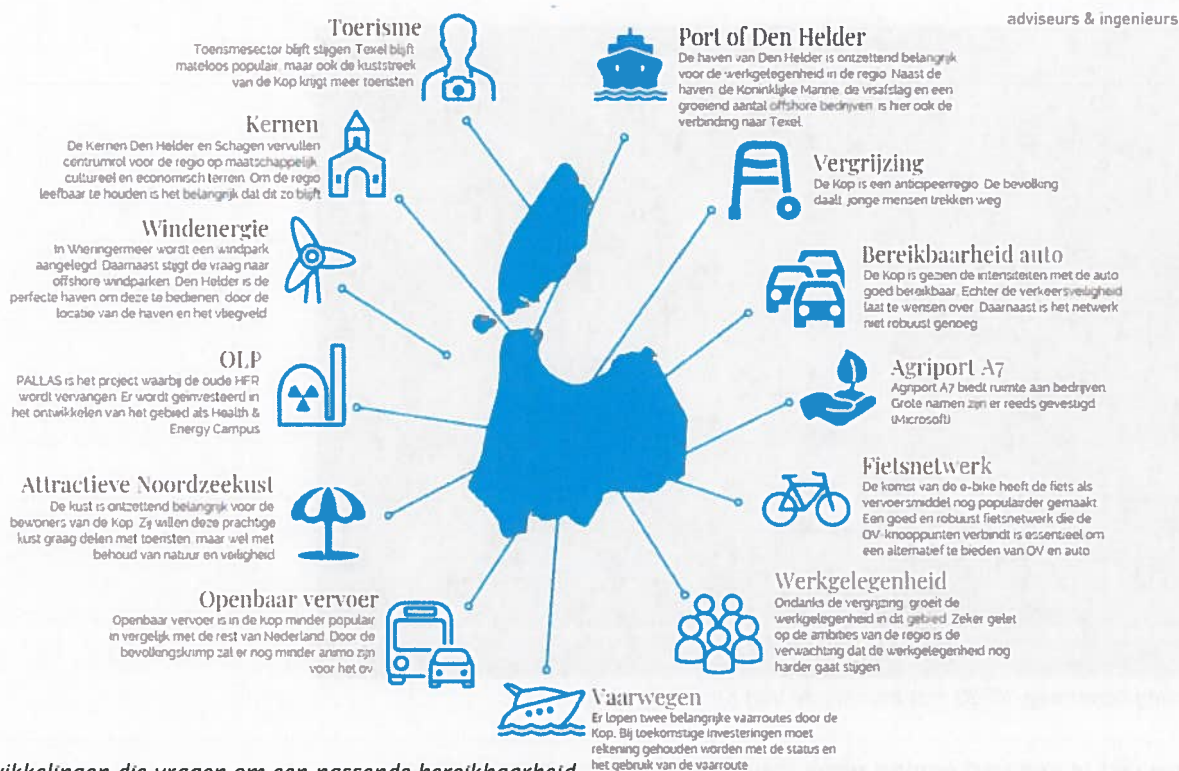 adviseurs & ingenieurs
Toerisme
Toerismesector blijft stijgen. Texel blijft
mateloos populair, maar ook de kuststreek
van de Kop krijgt meer toeristen
Port of Den Helder
De haven van Den Helder is ontzettend belangrijk
voor de werkgelegenheid in de regio. Naast de
haven, de Koninklijke Marine, de visafslag en een
groeiend aantal offshore bedrijven, is hier ook de
verbinding naar Texel.
Kernen
De Kernen Den Helder en Schagen vervullen
centrumrol voor de regio op maatschappelijk,
cultureel en economisch terrein. Om de regio
leefbaar te houden is het belangrijk dat dit zo blijft
Vergrijzing
De Kop is een anticipeerregio. De bevolking
daalt, jonge mensen trekken weg
Windenergie
In Wieringermeer wordt een windpark
aangelegd. Daarnaast stijgt de vraag naar
offshore windparken. Den Helder is de
perfecte haven om deze te bedienen, door de
locatie van de haven en het vliegveld
Bereikbaarheid auto
De Kop is gezien de intensiteiten met de auto
goed bereikbaar. Echter de verkeersveiligheid
laat te wensen over. Daarnaast is het netwerk
niet robuust genoeg
OLP
PALLAS is het project waarbij de oude HFR
wordt vervangen. Er wordt geïnvesteerd in
het ontwikkelen van het gebied als Health &
Energy Campus
Agriport A7
Agriport A7 biedt ruimte aan bedrijven.
Grote namen zijn er reeds gevestigd
(Microsoft)
Attractieve Noordzeekust
De kust is ontzettend belangrijk voor de
bewoners van de Kop. Zij willen deze prachtige
kust graag delen met toeristen, maar wel met
behoud van natuur en veiligheid
Fietsnetwerk
De komst van de e-bike heeft de fiets als
vervoersmiddel nog populairder gemaakt.
Een goed en robuust fietsnetwerk die de
OV-knooppunten verbindt is essentieel om
een alternatief te bieden van OV en auto
Openbaar vervoer
Openbaar vervoer is in de Kop minder populair
in vergelijk met de rest van Nederland. Door de
bevolkingskrimp zal er nog minder animo zijn
voor het ov
Werkgelegenheid
Ondanks de vergrijzing, groeit de
werkgelegenheid in dit gebied. Zeker gelet
op de ambities van de regio is de
verwachting dat de werkgelegenheid nog
harder gaat stijgen
Vaarwegen
Er lopen twee belangrijke vaarroutes door de
Kop. Bij toekomstige investeringen moet
rekening gehouden worden met de status en
het gebruik van de vaarroute